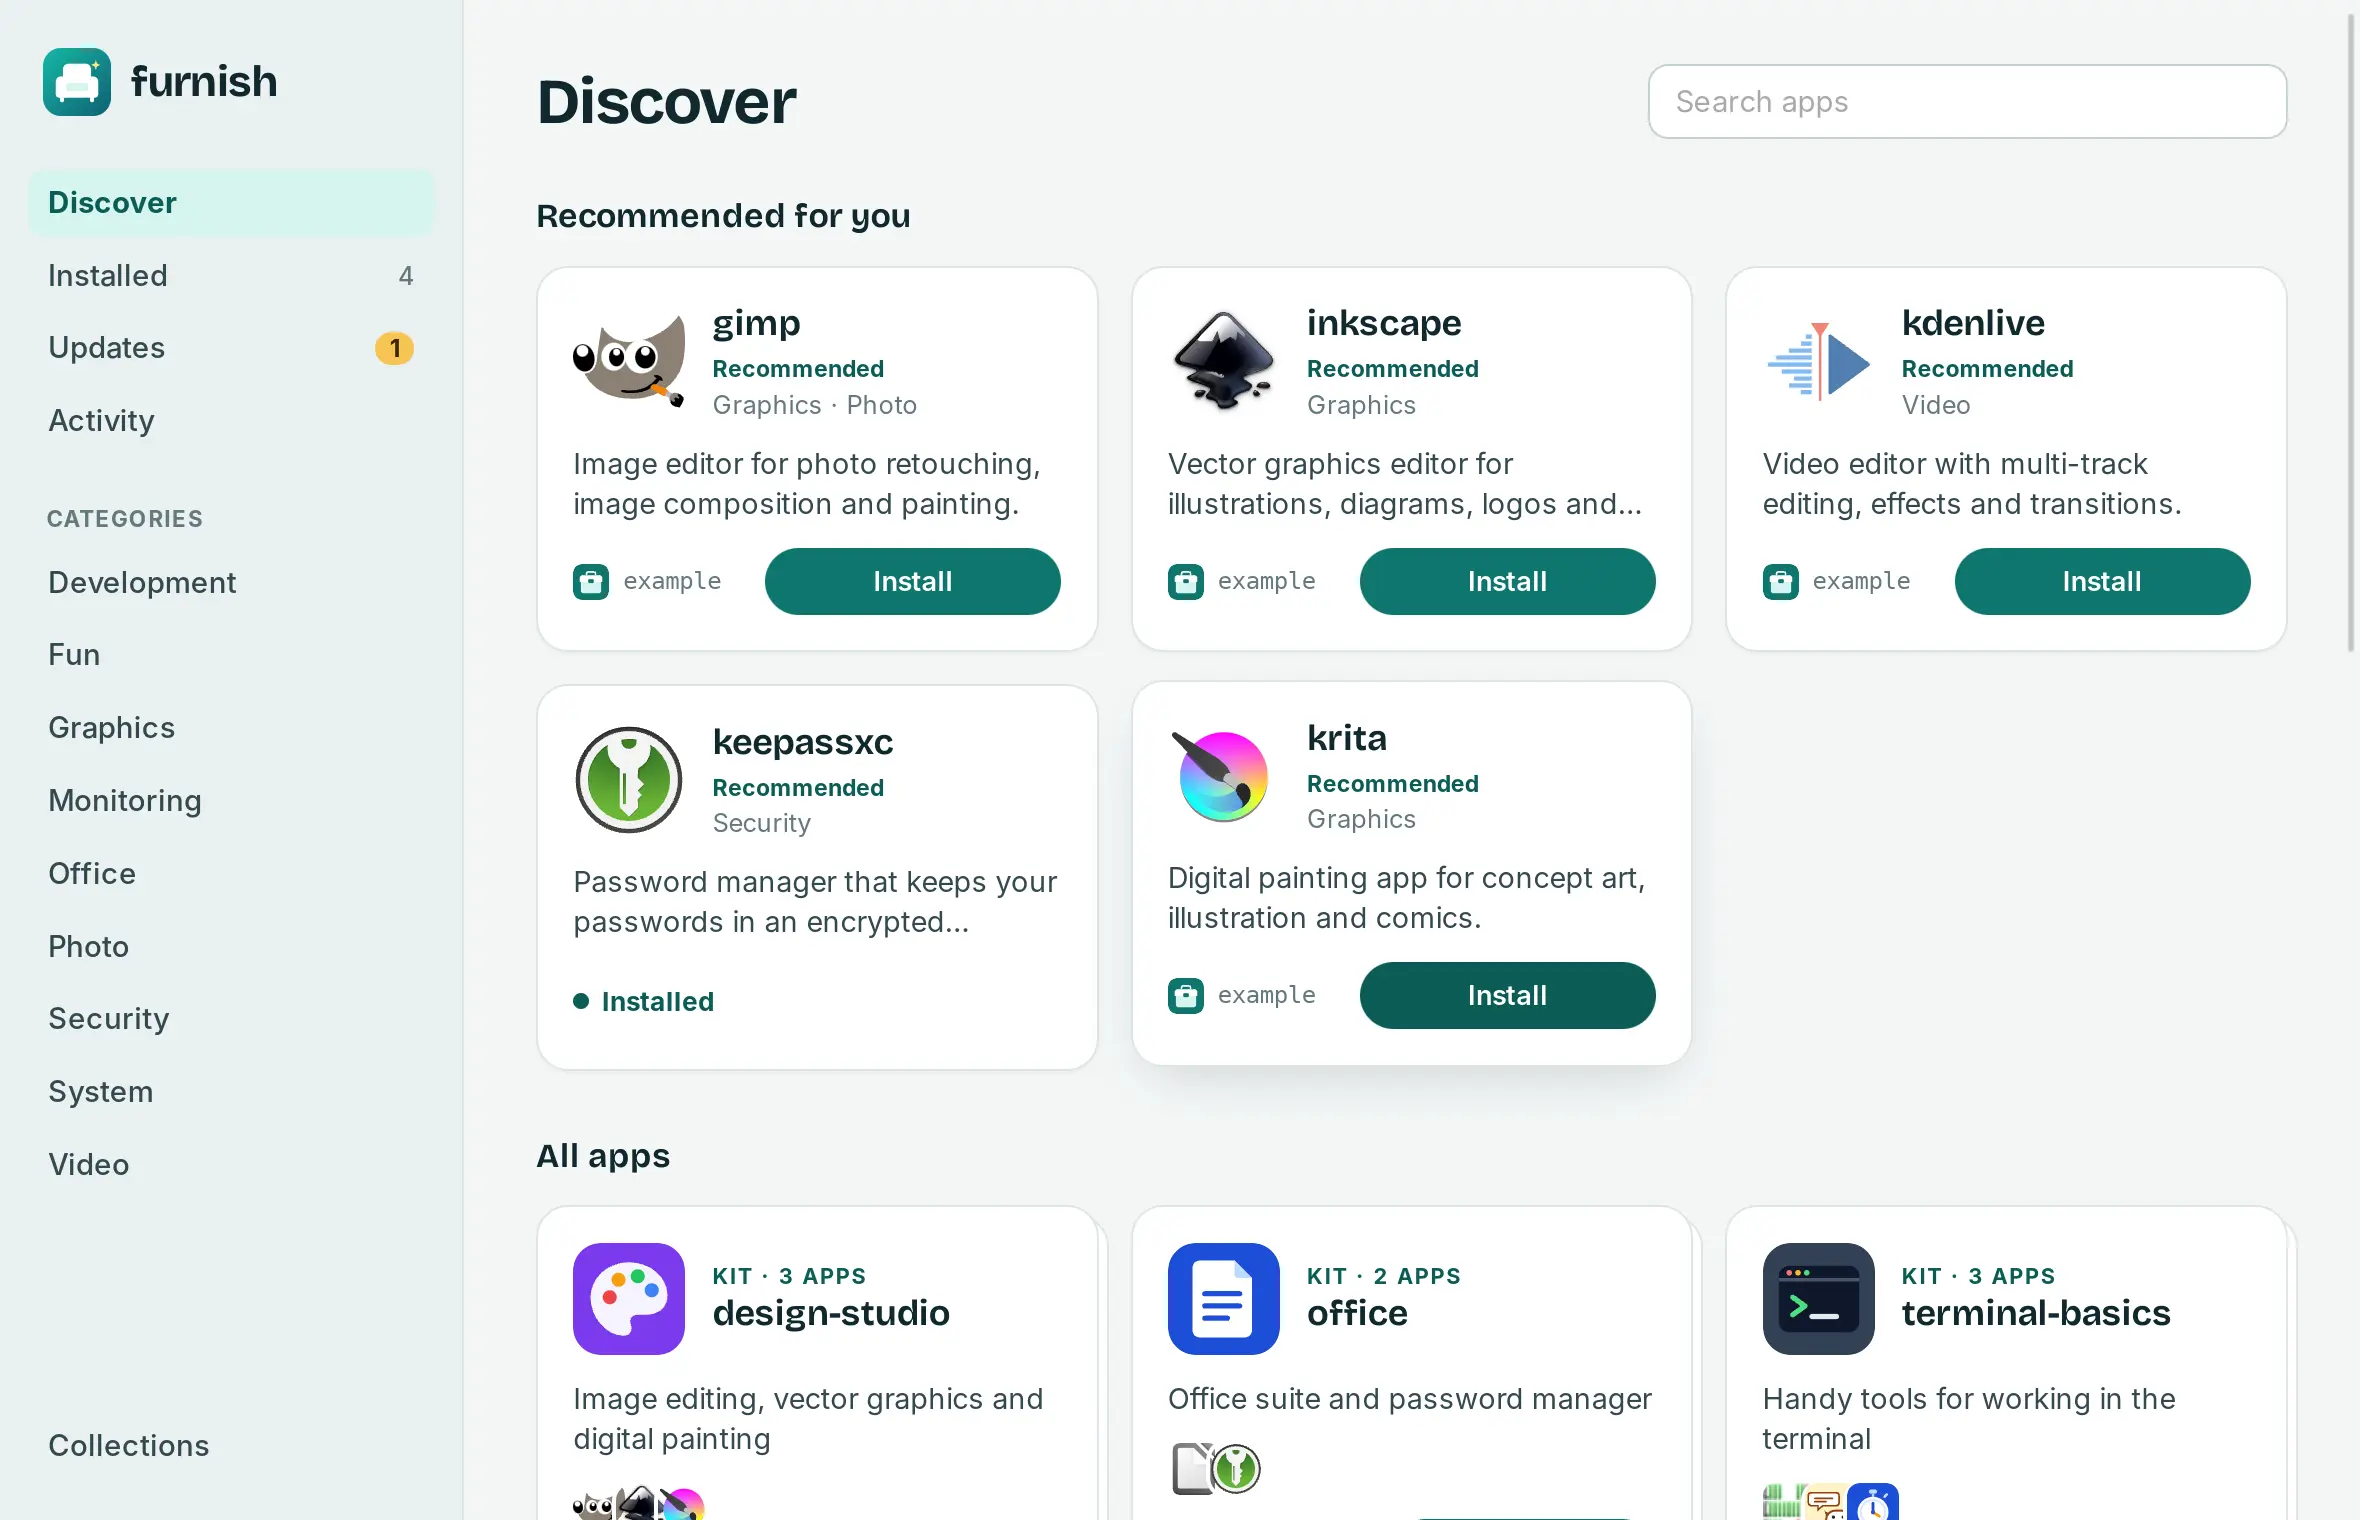 furnish
Discover
Installed 4
Updates 1
Activity
CATEGORIES
Development
Fun
Graphics
Monitoring
Office
Photo
Security
System
Video
Collections
Discover
Search apps
Recommended for you
gimp
Recommended
Graphics · Photo
Image editor for photo retouching,
image composition and painting.
example Install
inkscape
Recommended
Graphics
Vector graphics editor for
illustrations, diagrams, logos and...
example Install
kdenlive
Recommended
Video
Video editor with multi-track
editing, effects and transitions.
example Install
keepassxc
Recommended
Security
Password manager that keeps your
passwords in an encrypted...
Installed
krita
Recommended
Graphics
Digital painting app for concept art,
illustration and comics.
example Install
All apps
KIT · 3 APPS
design-studio
Image editing, vector graphics and
digital painting
KIT · 2 APPS
office
Office suite and password manager
KIT · 3 APPS
terminal-basics
Handy tools for working in the
terminal